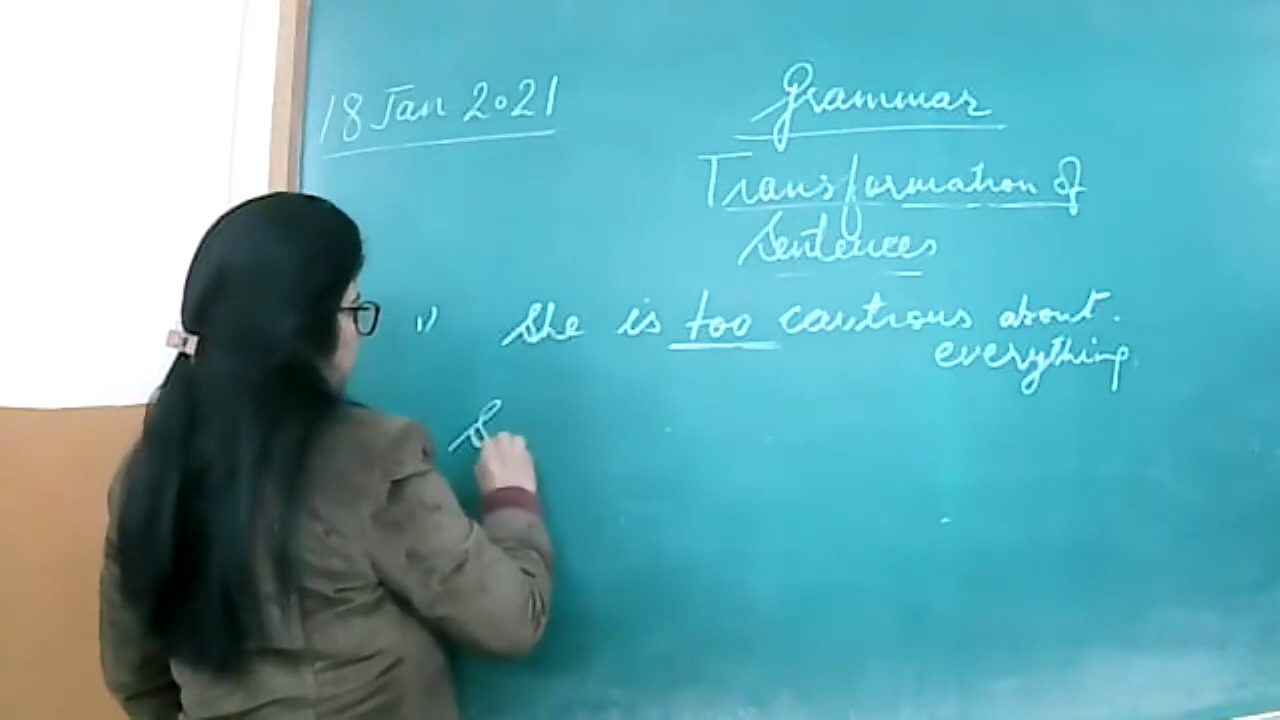 18 Jan 2021
Grammar
Transformation of
Sentences
1) She is too cautious about.
everything.
S